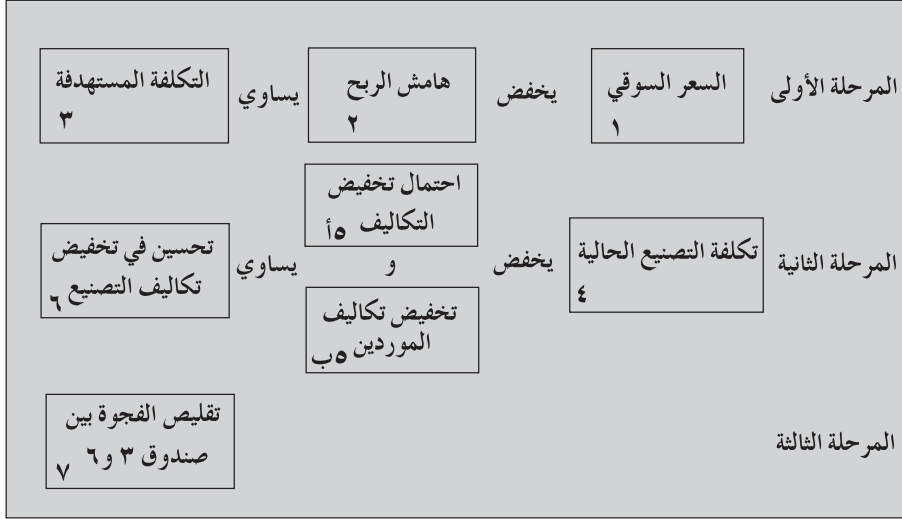 المرحلة الأولى
السعر السوقي
١
يخفض
هامش الربح
٢
يساوي
التكلفة المستهدفة
٣
المرحلة الثانية
تكلفة التصنيع الحالية
٤
يخفض
احتمال تخفيض
التكاليف ٥أ
و
تخفيض تكاليف
الموردين ٥ب
يساوي
تحسين في تخفيض
تكاليف التصنيع ٦
المرحلة الثالثة
تقليص الفجوة بين
صندوق ٣ و٦ ٧